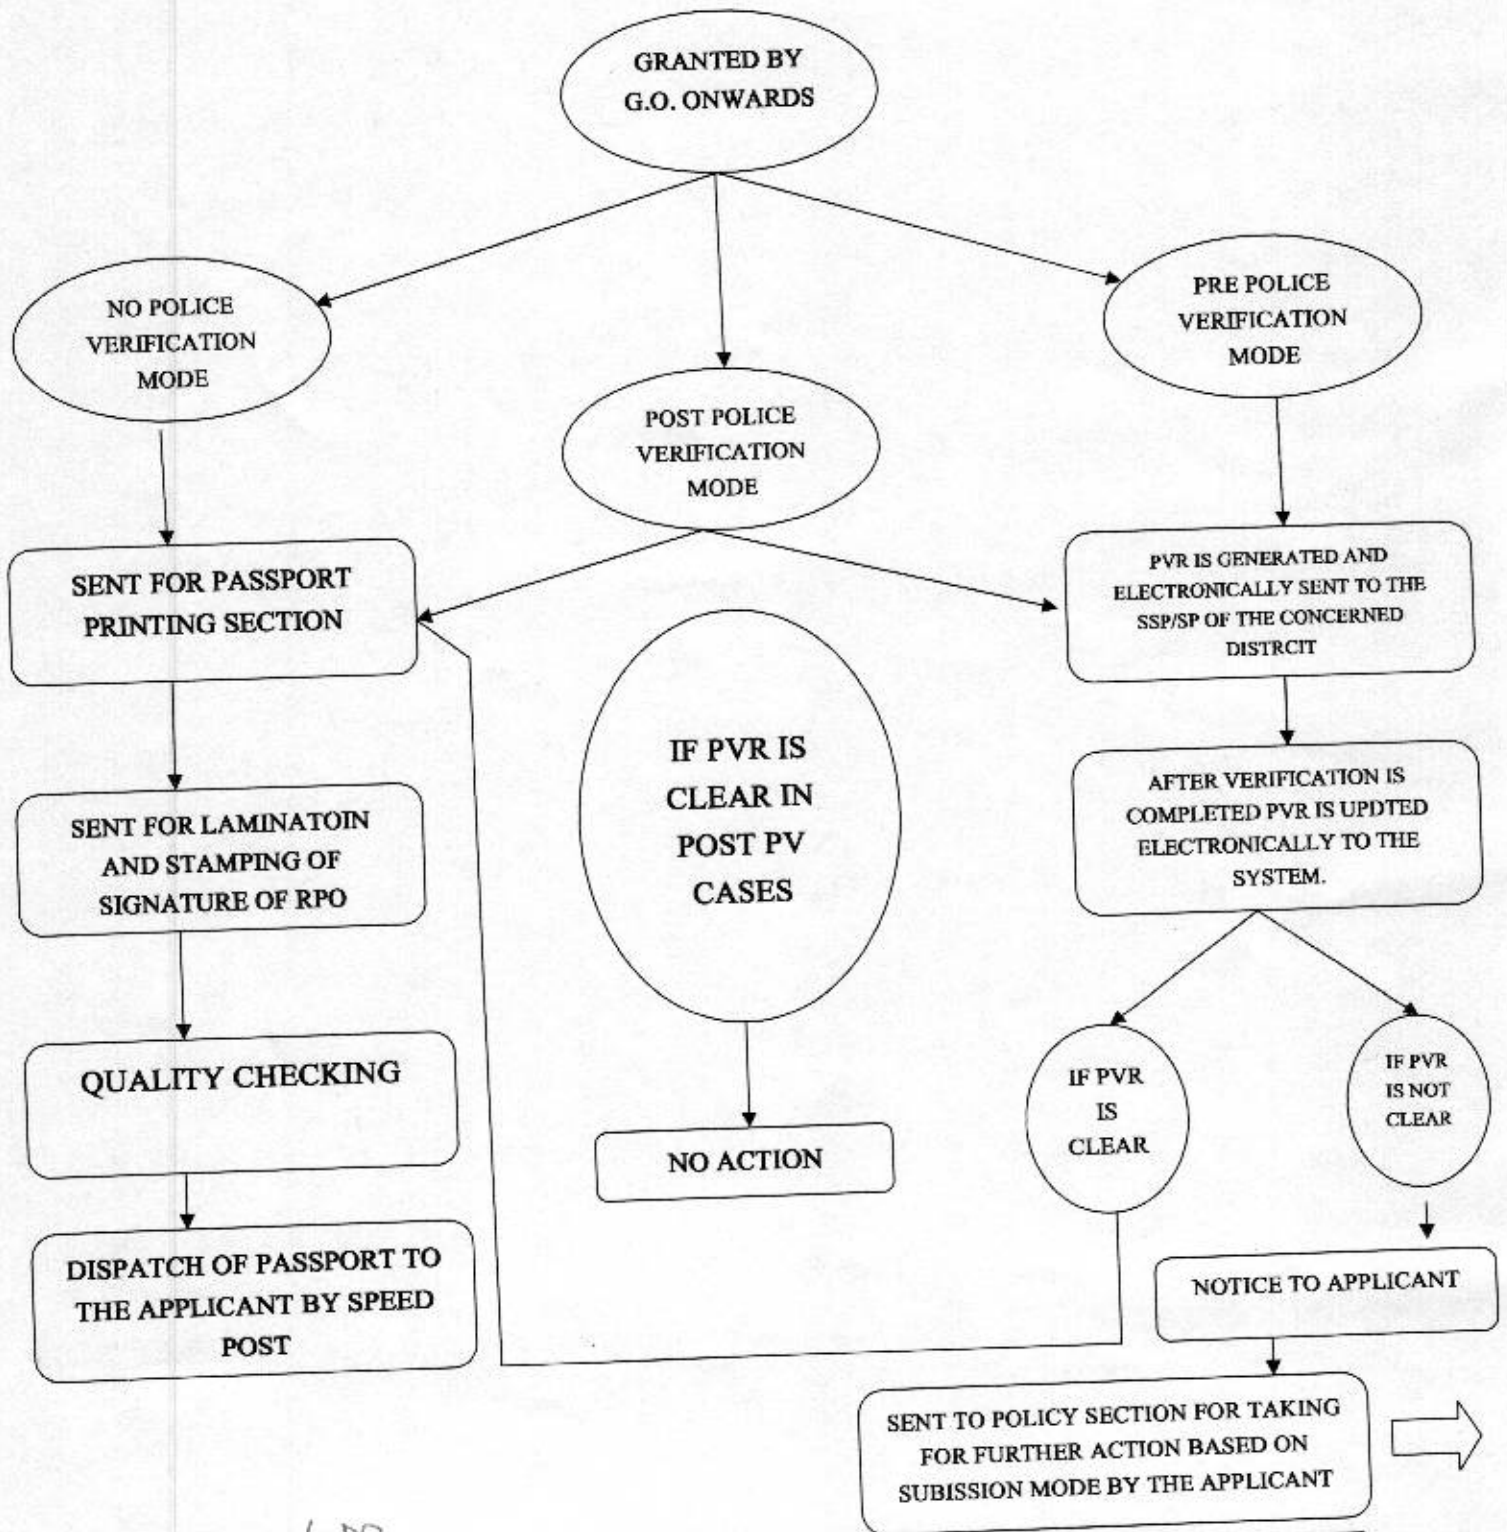 GRANTED BY
G.O. ONWARDS
NO POLICE
VERIFICATION
MODE
POST POLICE
VERIFICATION
MODE
PRE POLICE
VERIFICATION
MODE
SENT FOR PASSPORT
PRINTING SECTION
PVR IS GENERATED AND
ELECTRONICALLY SENT TO THE
SSP/SP OF THE CONCERNED
DISTRCIT
IF PVR IS
CLEAR IN
POST PV
CASES
AFTER VERIFICATION IS
COMPLETED PVR IS UPDTED
ELECTRONICALLY TO THE
SYSTEM.
SENT FOR LAMINATOIN
AND STAMPING OF
SIGNATURE OF RPO
QUALITY CHECKING
IF PVR
IS
CLEAR
IF PVR
IS NOT
CLEAR
NO ACTION
DISPATCH OF PASSPORT TO
THE APPLICANT BY SPEED
POST
NOTICE TO APPLICANT
SENT TO POLICY SECTION FOR TAKING
FOR FURTHER ACTION BASED ON
SUBISSION MODE BY THE APPLICANT